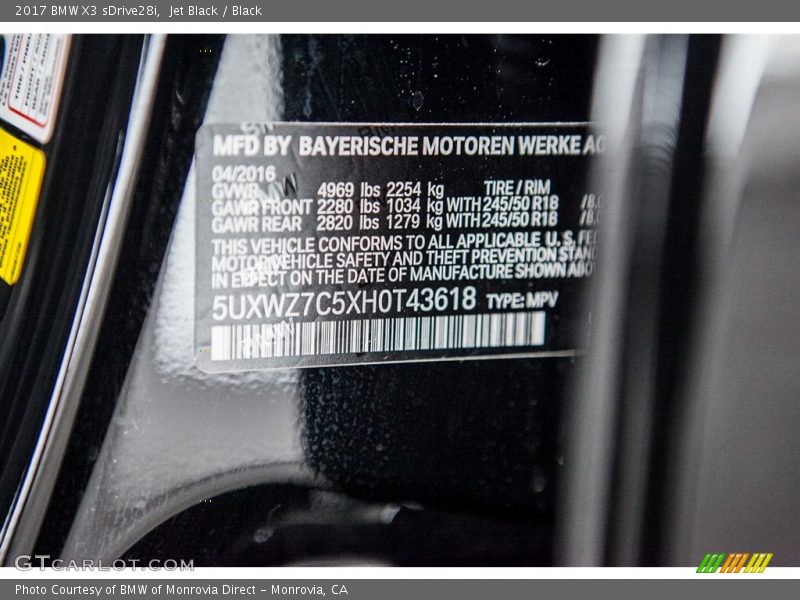 2017 BMW X3 sDrive28i, Jet Black / Black
MFD BY BAYERISCHE MOTOREN WERKE
04/2016
GVWR 4969 lbs 2254 kg TIRE / RIM
GAWR FRONT 2280 lbs 1034 kg WITH 245/50 R18
GAWR REAR 2820 lbs 1279 kg WITH 245/50 R18
THIS VEHICLE CONFORMS TO ALL APPLICABLE U. S.
MOTOR VEHICLE SAFETY AND THEFT PREVENTION
IN EFFECT ON THE DATE OF MANUFACTURE SHOWN
5UXWZ7C5XH0T43618 TYPE: MPV
GTCARLOT.COM
Photo Courtesy of BMW of Monrovia Direct - Monrovia, CA